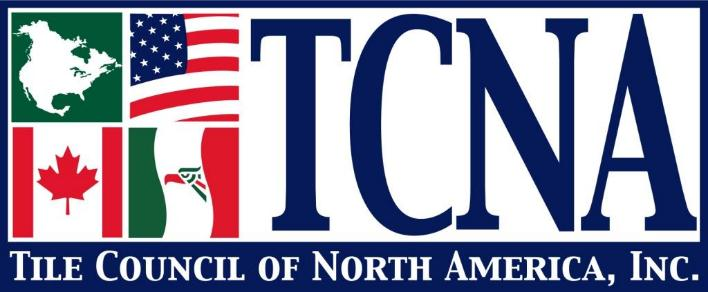 TCNA
TILE COUNCIL OF NORTH AMERICA, INC.